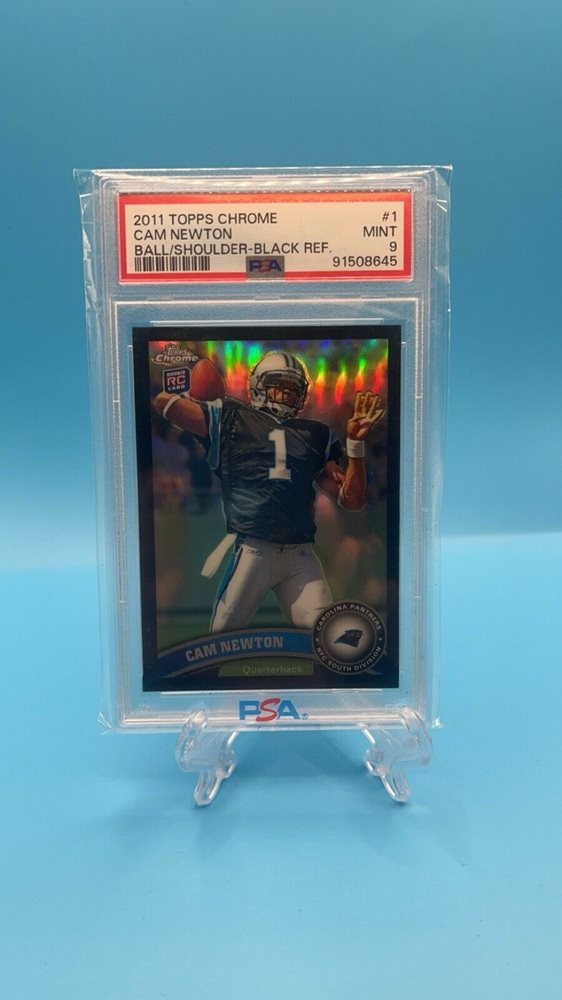 2011 TOPPS CHROME #1
CAM NEWTON MINT
BALL/SHOULDER-BLACK REF. 9
PSA 91508645
Topps
Chrome
ROOKIE
RC
CARD
1
CAROLINA PANTHERS
NFC SOUTH DIVISION
CAM NEWTON
Quarterback
PSA®